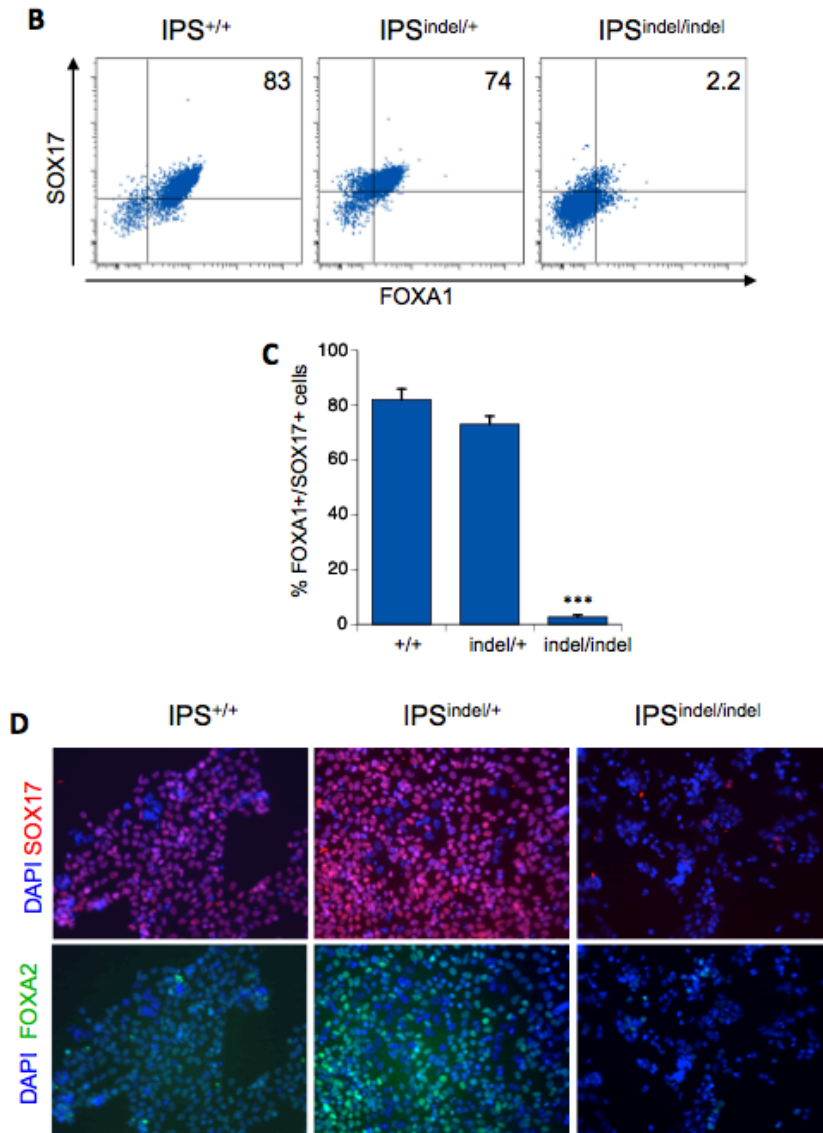 B
IPS+/+ IPSindel/+ IPSindel/indel
83 74 2.2
SOX17
FOXA1
C
% FOXA1+/SOX17+ cells
100
80
60
40
20
0
***
+/+ indel/+ indel/indel
D
IPS+/+ IPSindel/+ IPSindel/indel
DAPI SOX17
DAPI FOXA2